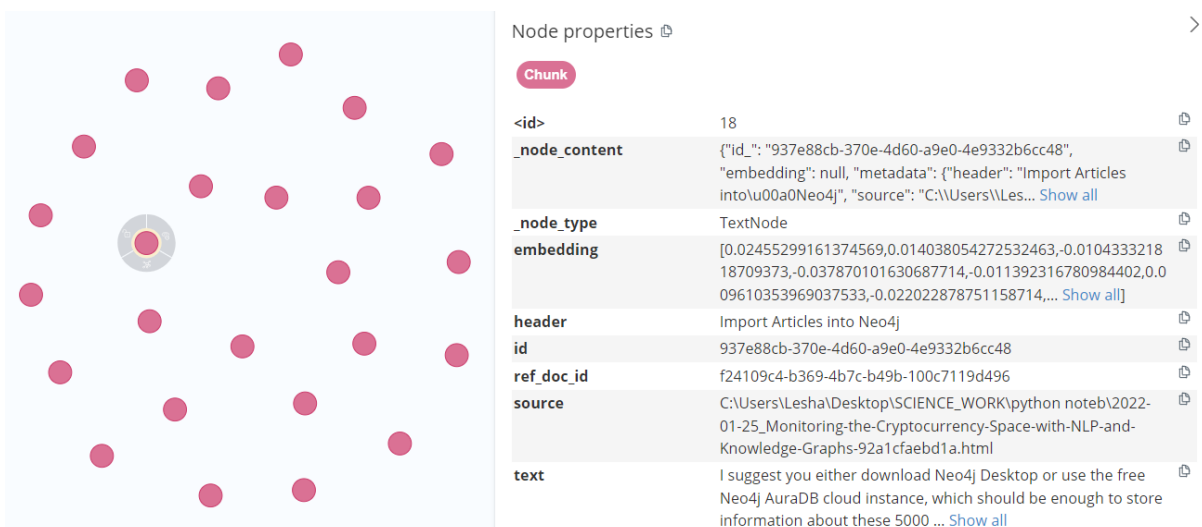 Node properties
Chunk
<id> 18
_node_content {"id_": "937e88cb-370e-4d60-a9e0-4e9332b6cc48",
"embedding": null, "metadata": {"header": "Import Articles
into\u00a0Neo4j", "source": "C:\\Users\\Les... Show all
_node_type TextNode
embedding [0.02455299161374569,0.014038054272532463,-0.0104333218
18709373,-0.037870101630687714,-0.011392316780984402,0.0
09610353969037533,-0.022022878751158714,... Show all]
header Import Articles into Neo4j
id 937e88cb-370e-4d60-a9e0-4e9332b6cc48
ref_doc_id f24109c4-b369-4b7c-b49b-100c7119d496
source C:\Users\Lesha\Desktop\SCIENCE_WORK\python noteb\2022-
01-25_Monitoring-the-Cryptocurrency-Space-with-NLP-and-
Knowledge-Graphs-92a1cfaebd1a.html
text I suggest you either download Neo4j Desktop or use the free
Neo4j AuraDB cloud instance, which should be enough to store
information about these 5000 ... Show all